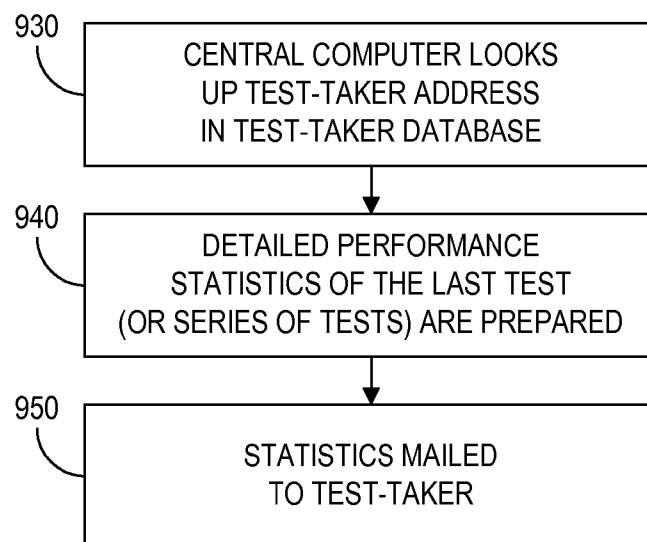 930
CENTRAL COMPUTER LOOKS
UP TEST-TAKER ADDRESS
IN TEST-TAKER DATABASE
940
DETAILED PERFORMANCE
STATISTICS OF THE LAST TEST
(OR SERIES OF TESTS) ARE PREPARED
950
STATISTICS MAILED
TO TEST-TAKER